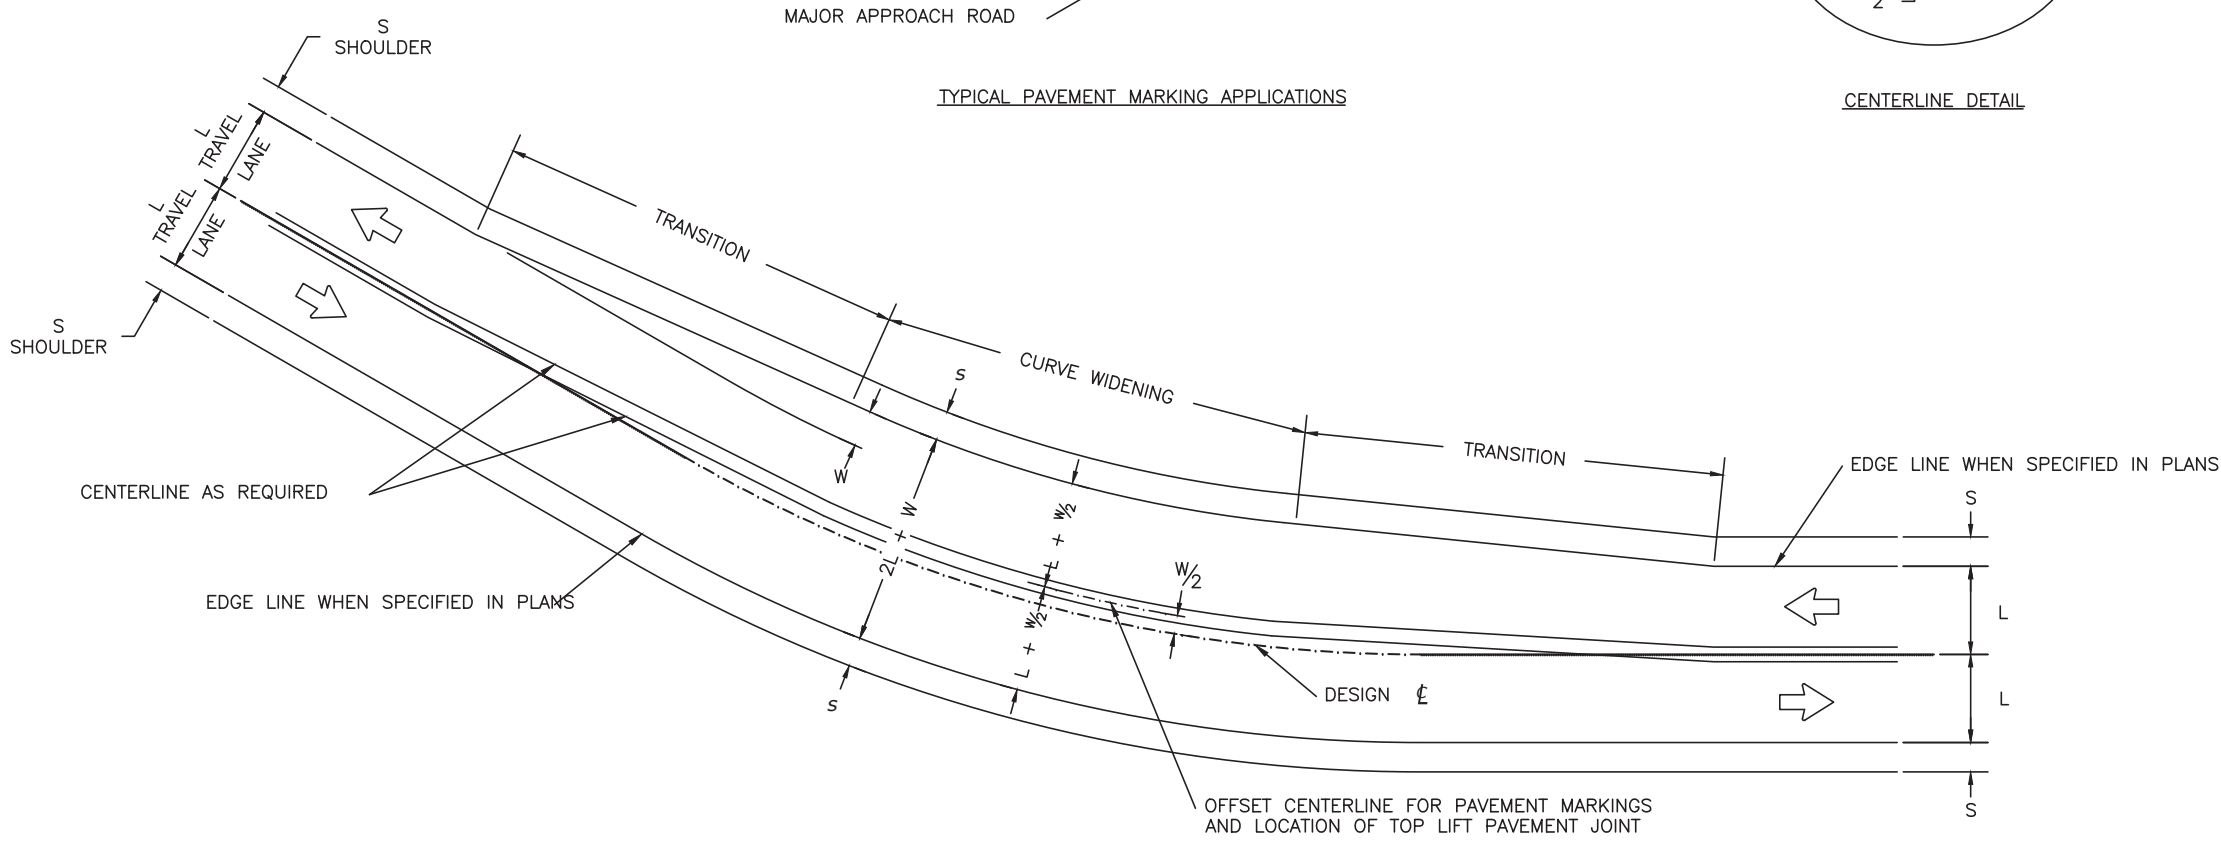 MAJOR APPROACH ROAD
2
S
SHOULDER
TYPICAL PAVEMENT MARKING APPLICATIONS
CENTERLINE DETAIL
L
TRAVEL
LANE
L
TRAVEL
LANE
TRANSITION
S
SHOULDER
CURVE WIDENING
S
TRANSITION
EDGE LINE WHEN SPECIFIED IN PLANS
W
CENTERLINE AS REQUIRED
S
2L + W
L + W/2
W/2
L + W/2
EDGE LINE WHEN SPECIFIED IN PLANS
L
L
DESIGN ℄
S
OFFSET CENTERLINE FOR PAVEMENT MARKINGS
AND LOCATION OF TOP LIFT PAVEMENT JOINT
S